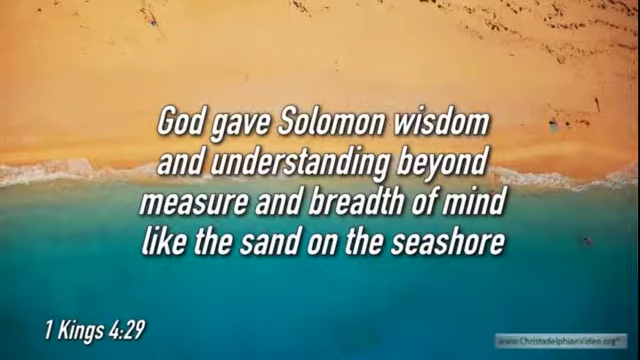 God gave Solomon wisdom
and understanding beyond
measure and breadth of mind
like the sand on the seashore
1 Kings 4:29
www.ChristadelphianVideo.org